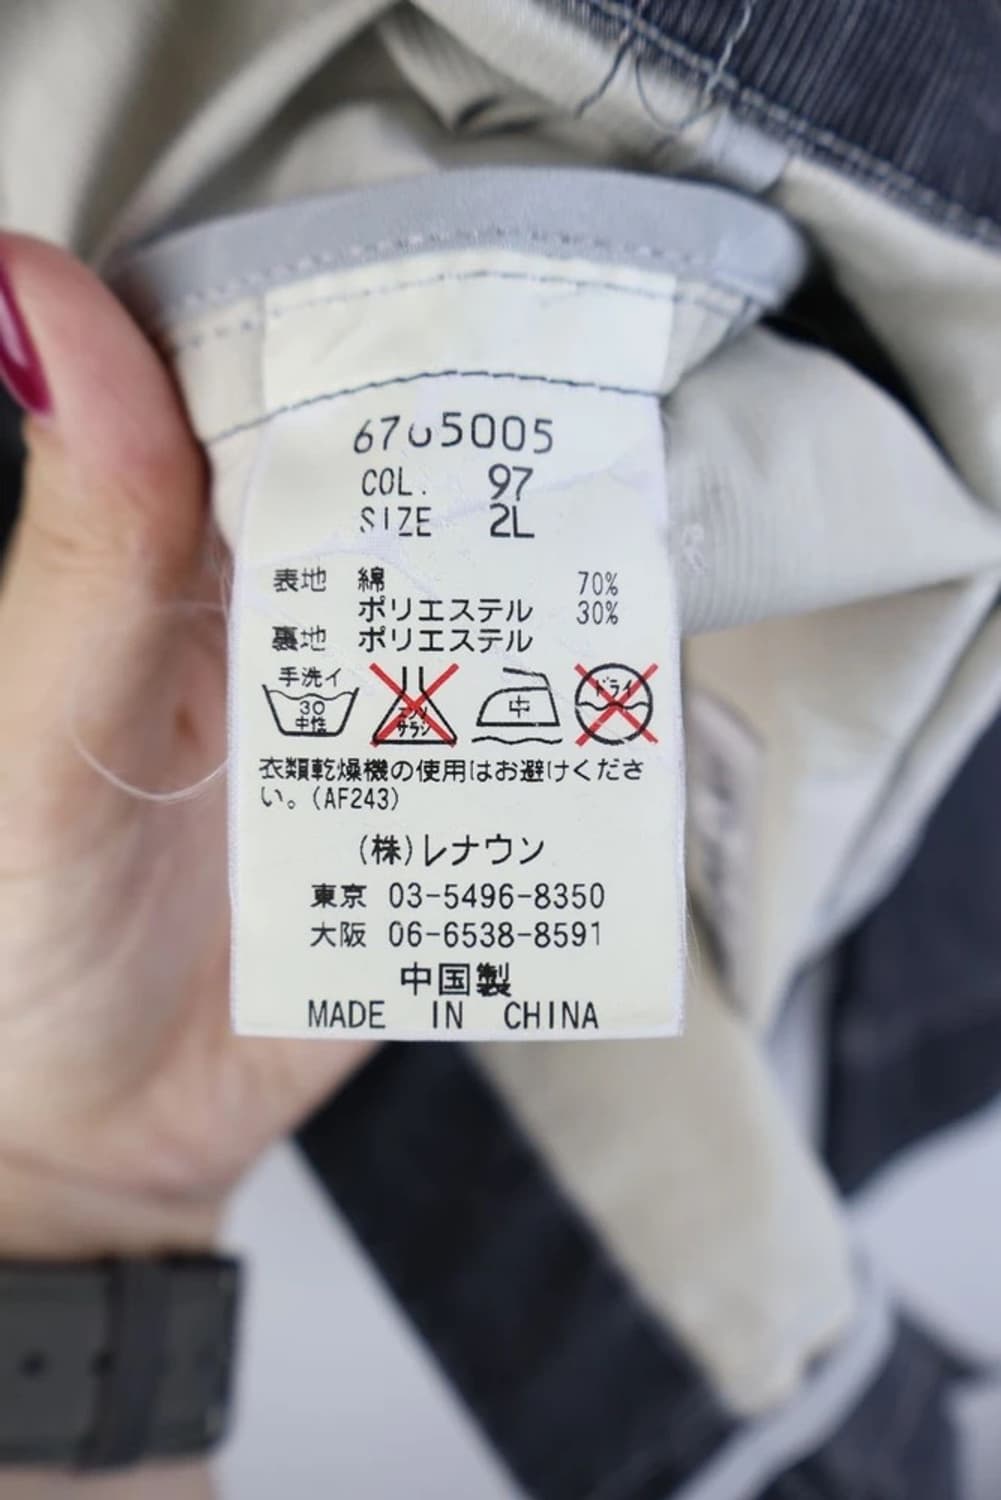 6765005
COL. 97
SIZE 2L
表地 綿 70%
ポリエステル 30%
裏地 ポリエステル
手洗イ
30
中性
エンソ
サラシ
中
ドライ
衣類乾燥機の使用はお避けくださ
い。(AF243)
(株)レナウン
東京 03-5496-8350
大阪 06-6538-8591
中国製
MADE IN CHINA